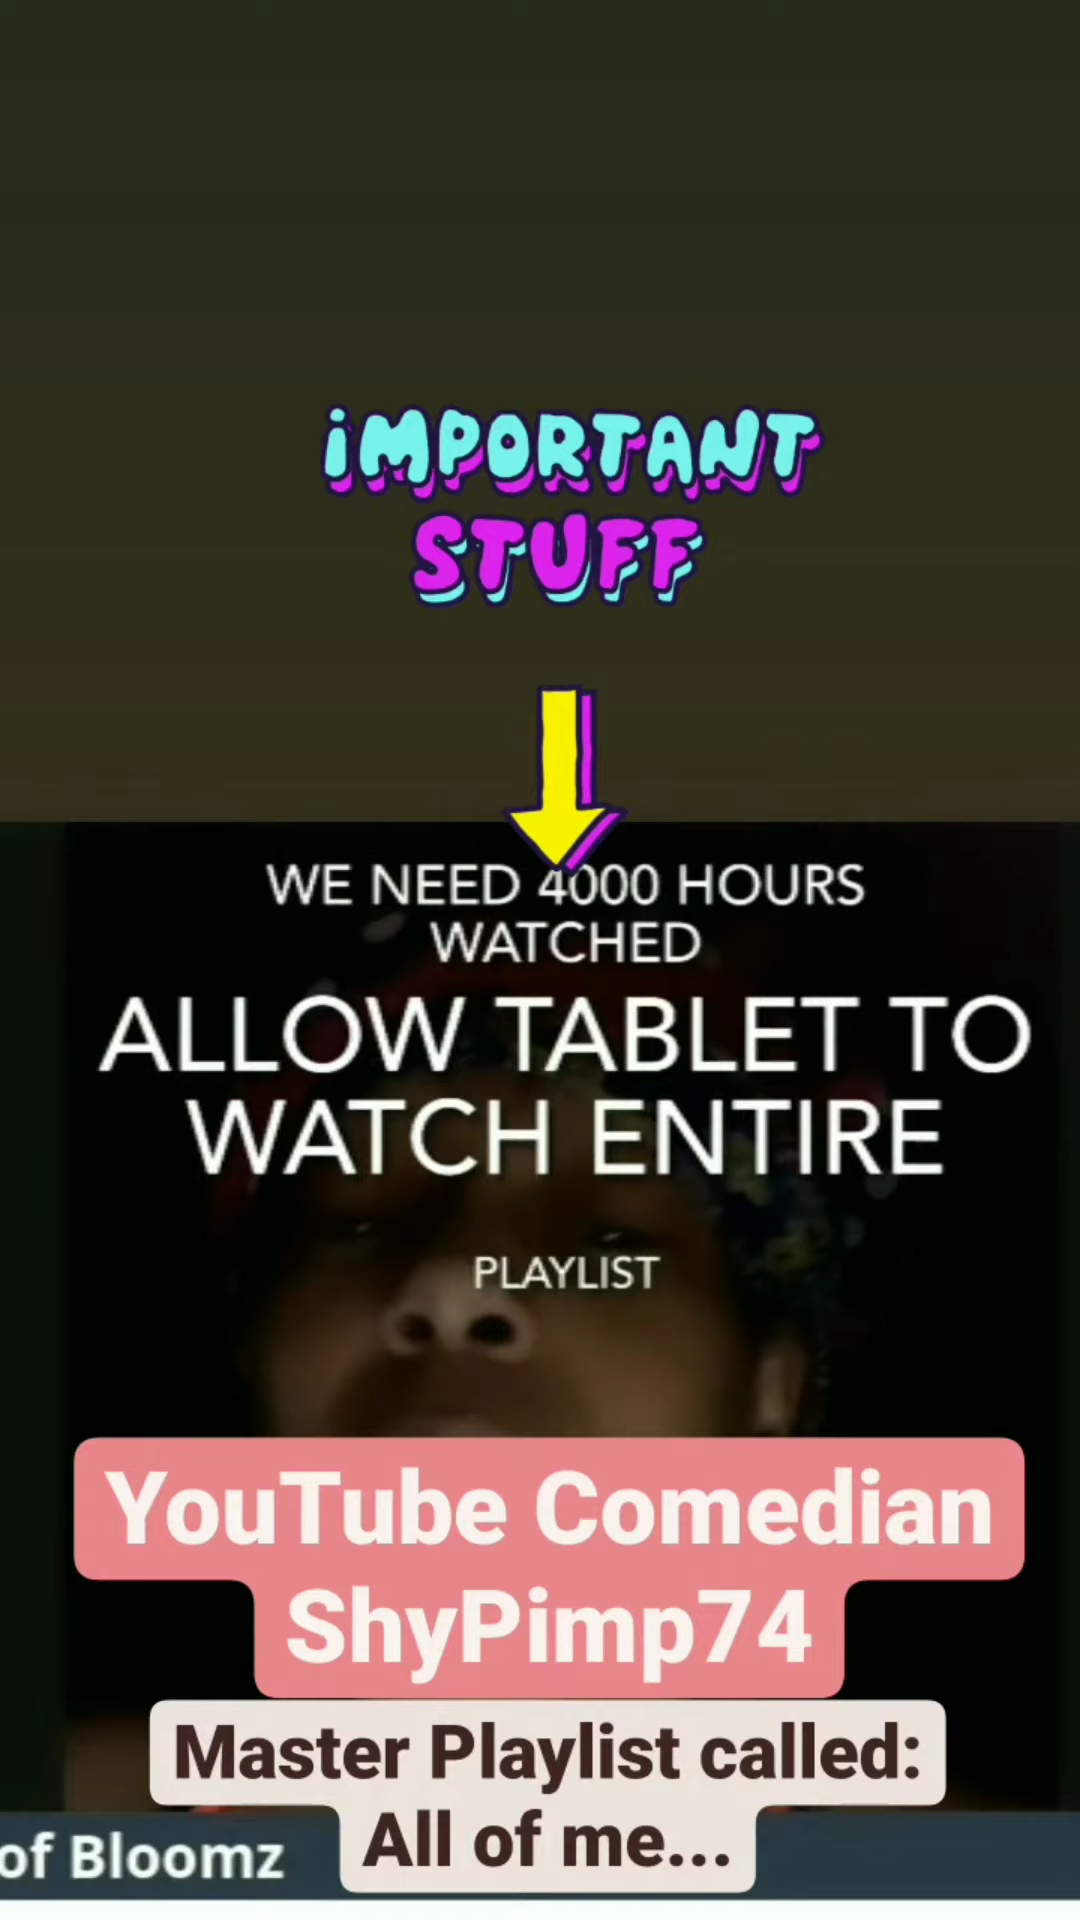 iMPORTANT
STUFF
WE NEED 4000 HOURS
WATCHED
ALLOW TABLET TO
WATCH ENTIRE
PLAYLIST
YouTube Comedian
ShyPimp74
Master Playlist called:
All of me...
of Bloomz